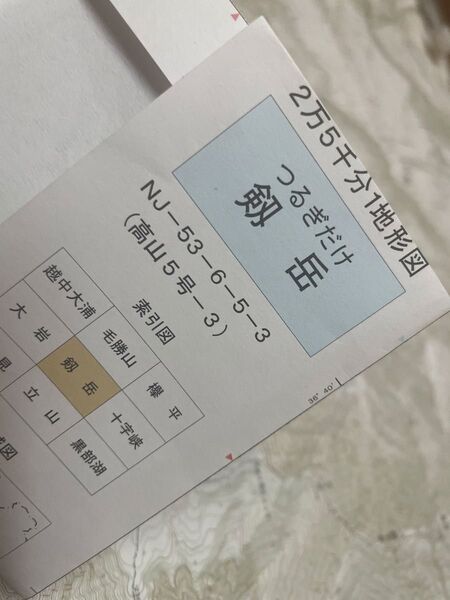 2万5千分1地形図
つるぎだけ
剱岳
NJ－53－6－5－3
（高山5号－3）
索引図
越中大浦 毛勝山 欅平
大岩 剱岳 十字峡
立山 黒部湖
図
36° 40′